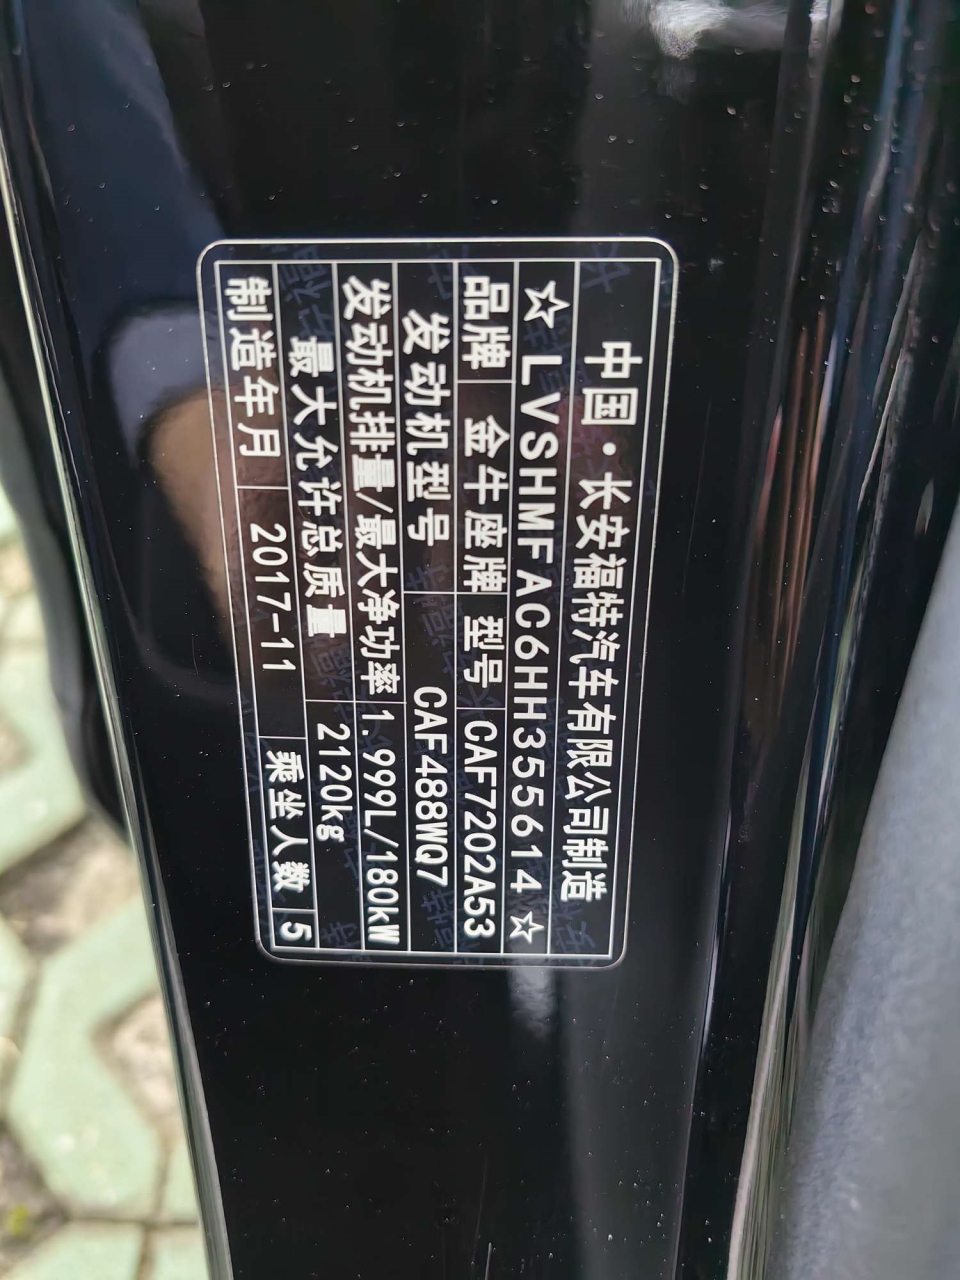 中国·长安福特汽车有限公司制造
☆LVSHMFAC6HH355614☆
品牌 金牛座牌 型号 CAF7202A53
发动机型号 CAF488WQ7
发动机排量/最大净功率 1.999L/180kW
最大允许总质量 2120kg
制造年月 2017-11 乘坐人数 5